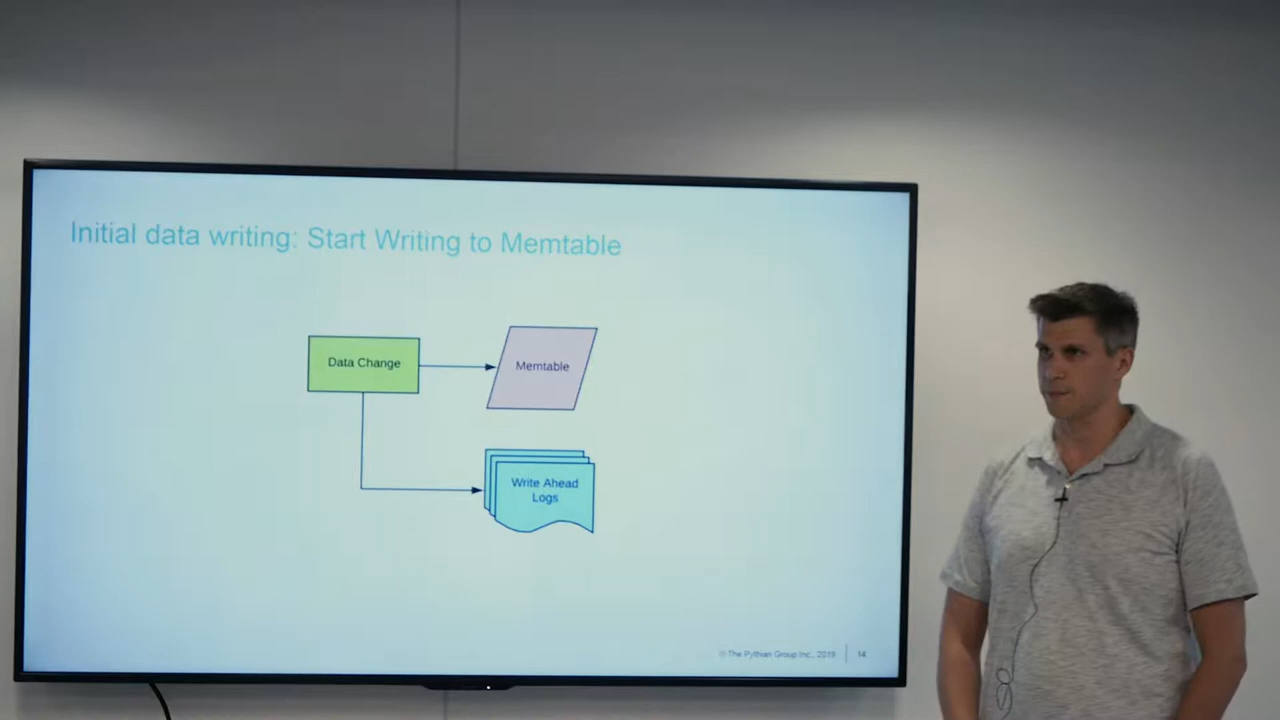 Initial data writing: Start Writing to Memtable
Data Change
Memtable
Write Ahead
Logs
© The Pythian Group Inc., 2019
14